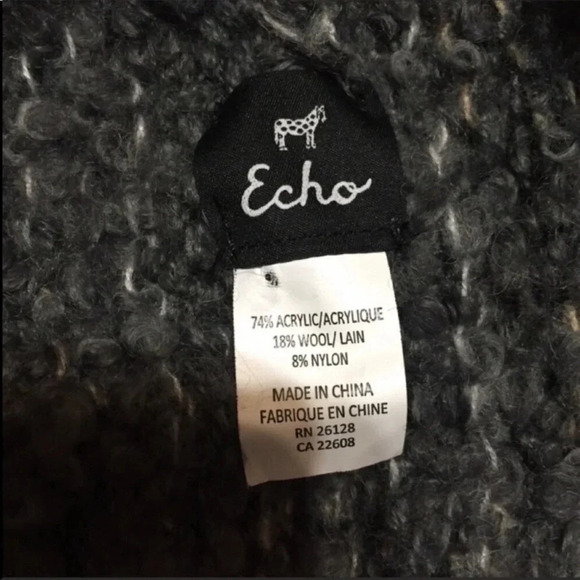 Echo
74% ACRYLIC/ACRYLIQUE
18% WOOL/ LAIN
8% NYLON
MADE IN CHINA
FABRIQUE EN CHINE
RN 26128
CA 22608